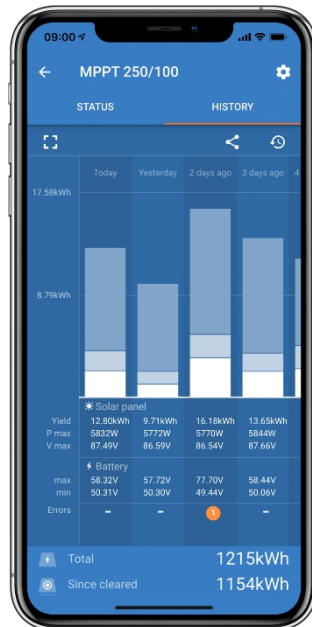 09:00
MPPT 250/100
STATUS HISTORY
Today Yesterday 2 days ago 3 days ago 4
17.58kWh
8.79kWh
Solar panel
Yield 12.80kWh 9.71kWh 16.18kWh 13.65kWh
P max 5832W 5772W 5770W 5844W
V max 87.49V 86.59V 86.54V 87.66V
Battery
max 58.32V 57.72V 77.70V 58.44V
min 50.31V 50.30V 49.44V 50.06V
Errors - - 1 -
Total 1215kWh
Since cleared 1154kWh